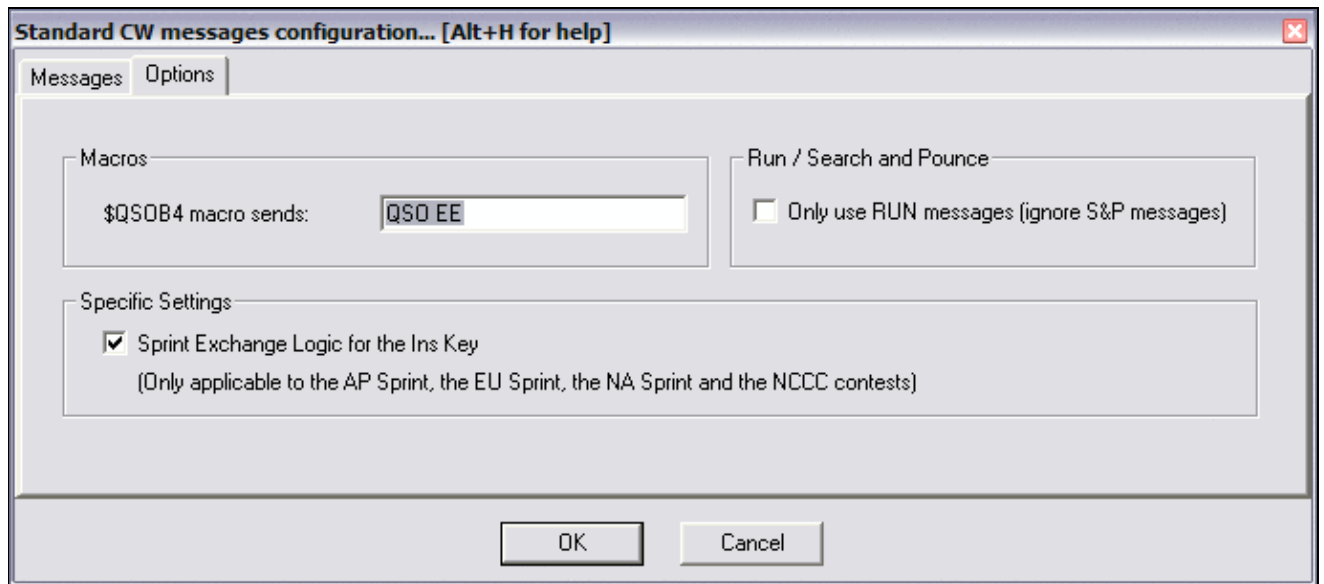 Standard CW messages configuration... [Alt+H for help]
Messages
Options
Macros
$QSOB4 macro sends:
QSO EE
Run / Search and Pounce
Only use RUN messages (ignore S&P messages)
Specific Settings
Sprint Exchange Logic for the Ins Key
(Only applicable to the AP Sprint, the EU Sprint, the NA Sprint and the NCCC contests)
OK
Cancel